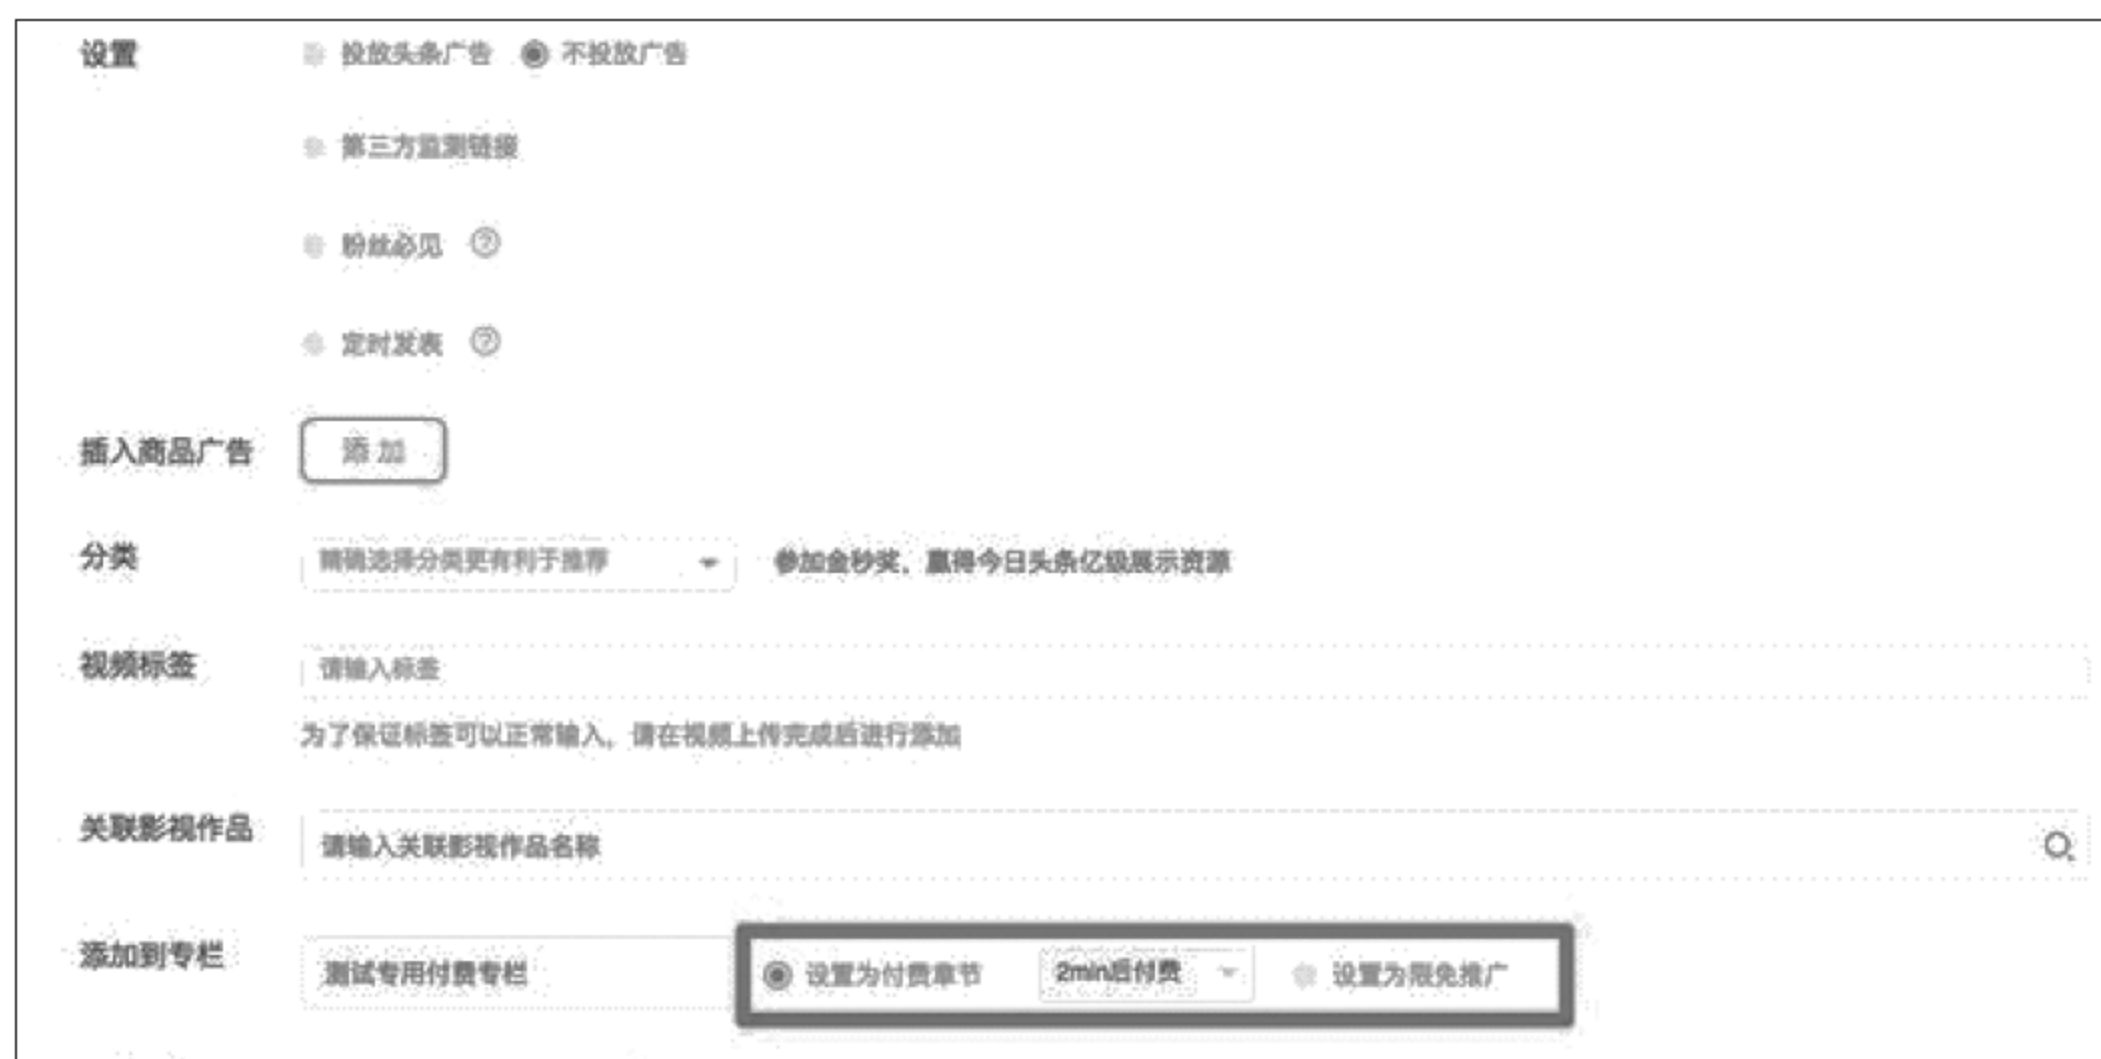 设置 投放头条广告 不投放广告
第三方监测链接
粉丝必见 ?
定时发表 ?
插入商品广告 添加
分类 精确选择分类更有利于推荐 参加金秒奖，赢得今日头条亿级展示资源
视频标签 请输入标签
为了保证标签可以正常输入，请在视频上传完成后进行添加
关联影视作品 请输入关联影视作品名称
添加到专栏 测试专用付费专栏 设置为付费章节 2min后付费 设置为限免推广